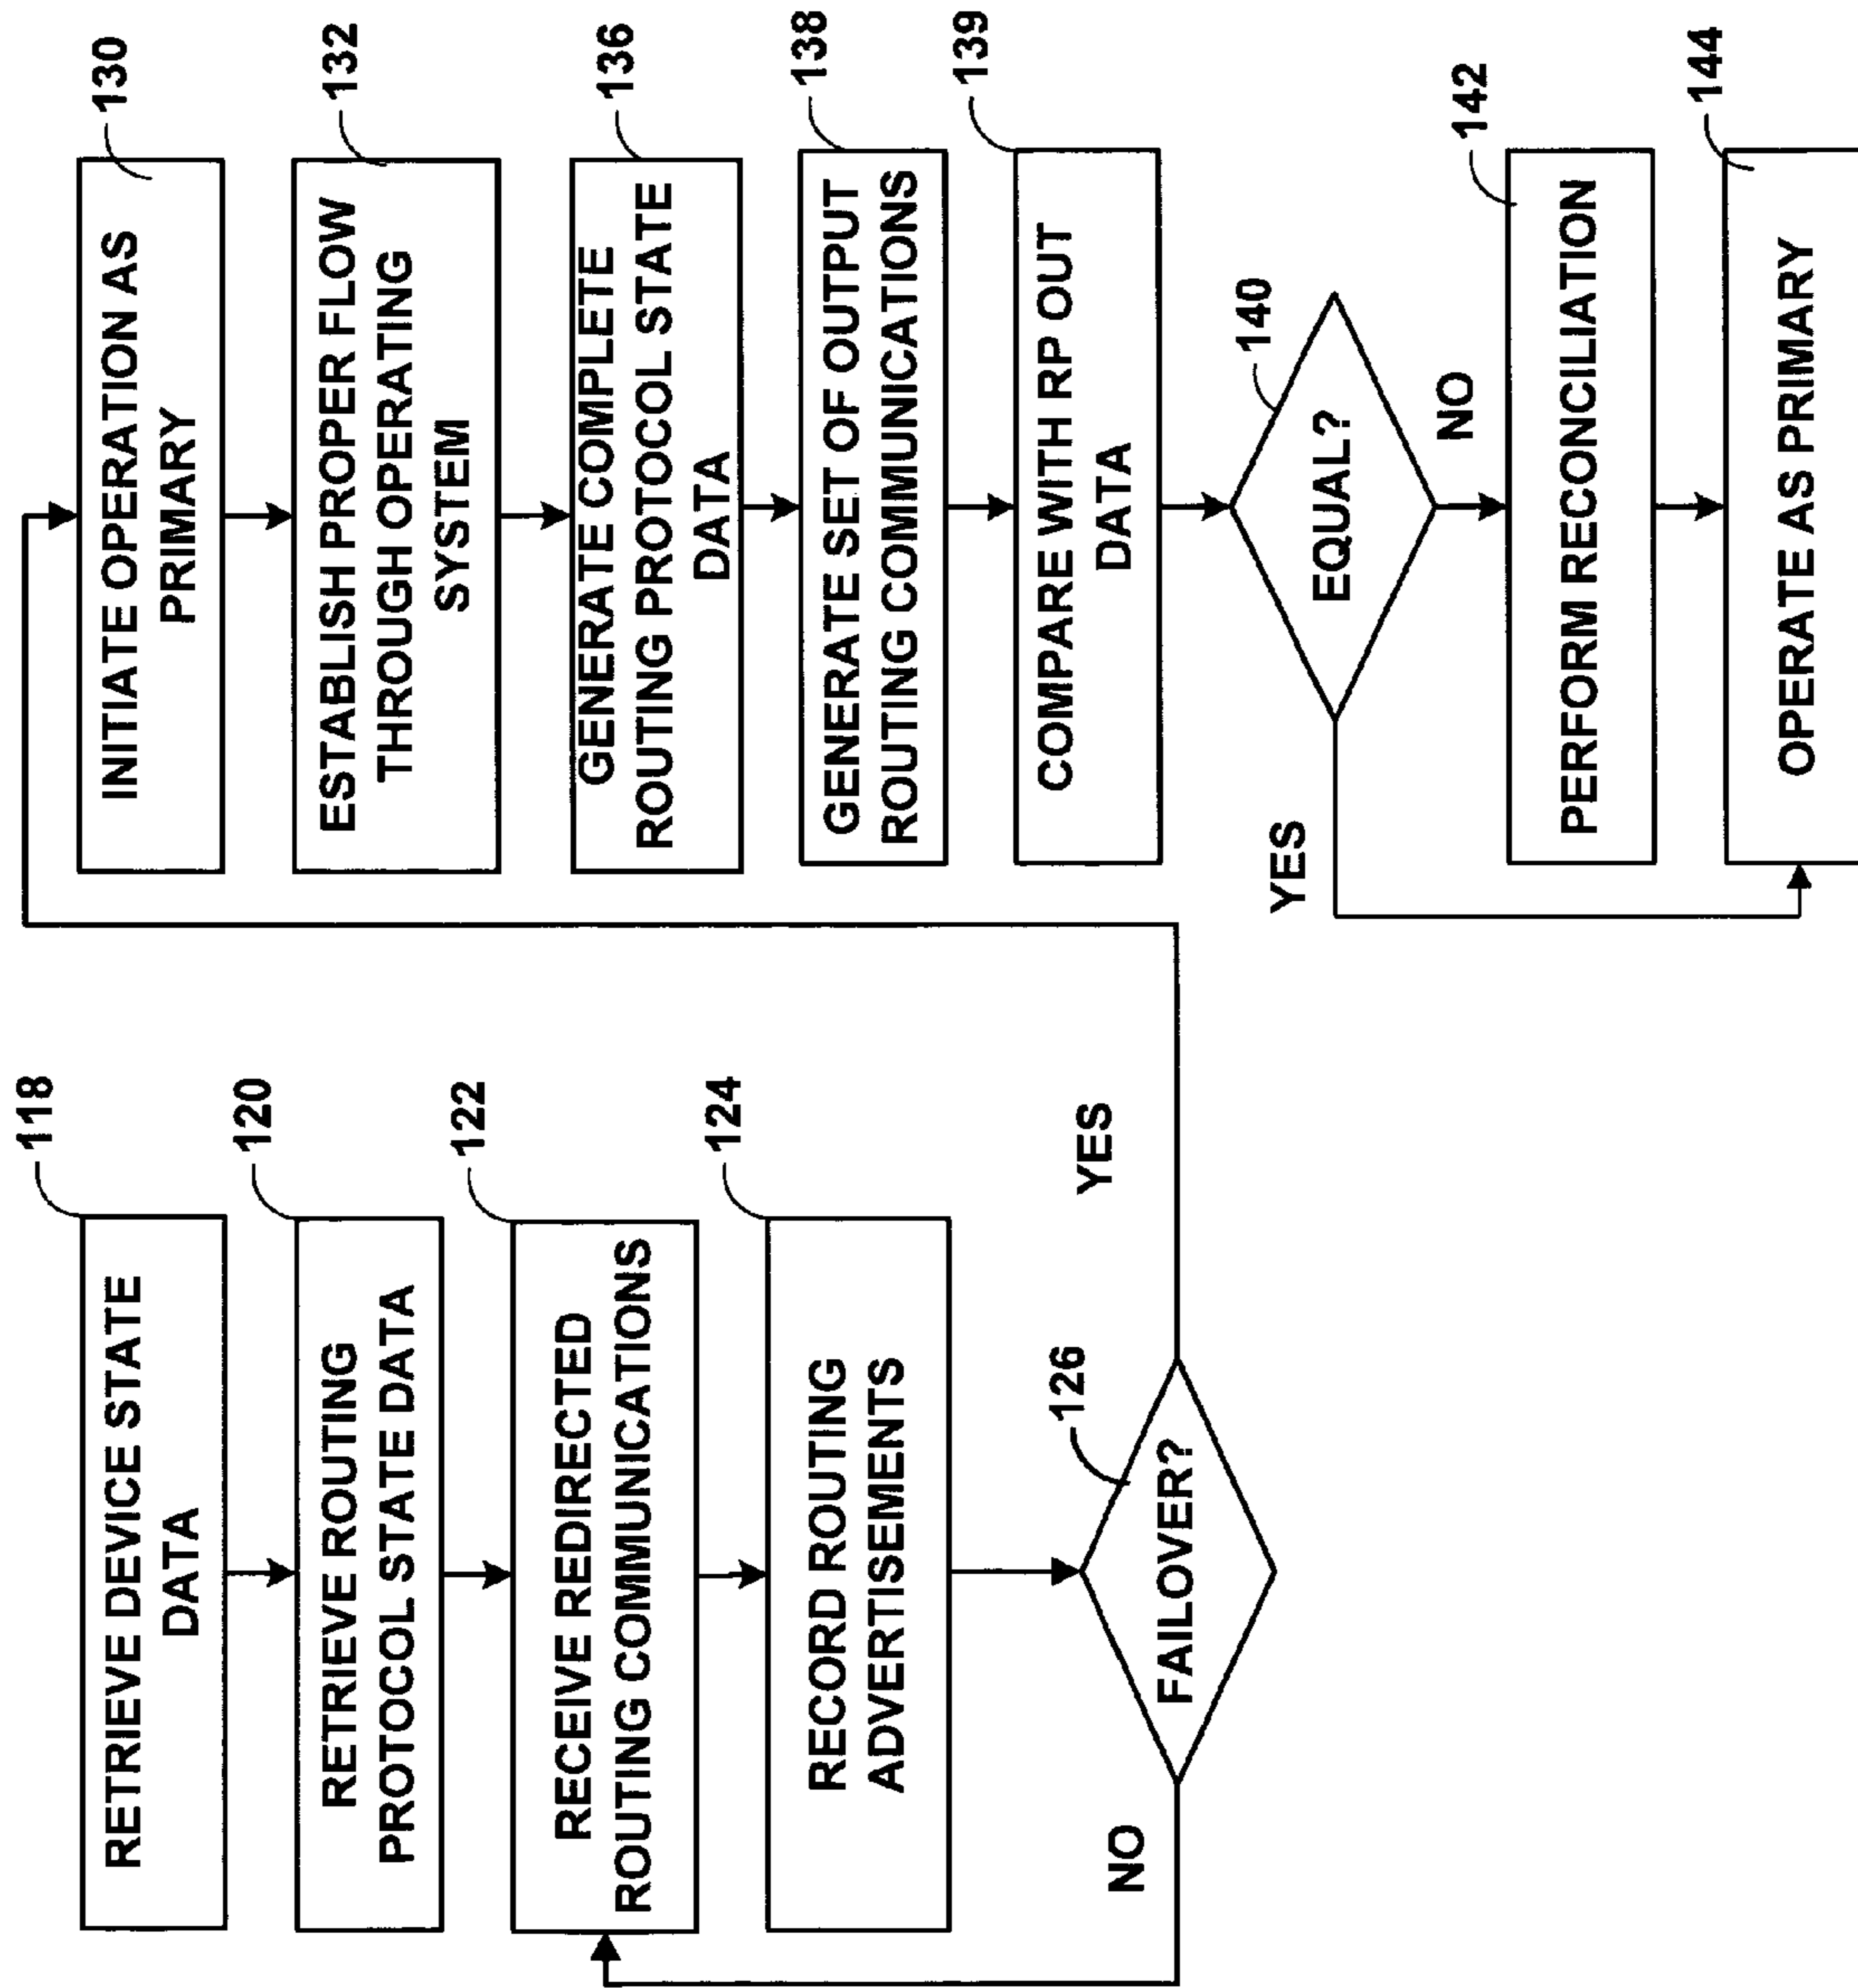 118
RETRIEVE DEVICE STATE
DATA
120
RETRIEVE ROUTING
PROTOCOL STATE DATA
122
RECEIVE REDIRECTED
ROUTING COMMUNICATIONS
124
RECORD ROUTING
ADVERTISEMENTS
126
FAILOVER?
NO
YES
130
INITIATE OPERATION AS
PRIMARY
132
ESTABLISH PROPER FLOW
THROUGH OPERATING
SYSTEM
136
GENERATE COMPLETE
ROUTING PROTOCOL STATE
DATA
138
GENERATE SET OF OUTPUT
ROUTING COMMUNICATIONS
139
COMPARE WITH RP OUT
DATA
140
EQUAL?
YES
NO
142
PERFORM RECONCILIATION
144
OPERATE AS PRIMARY